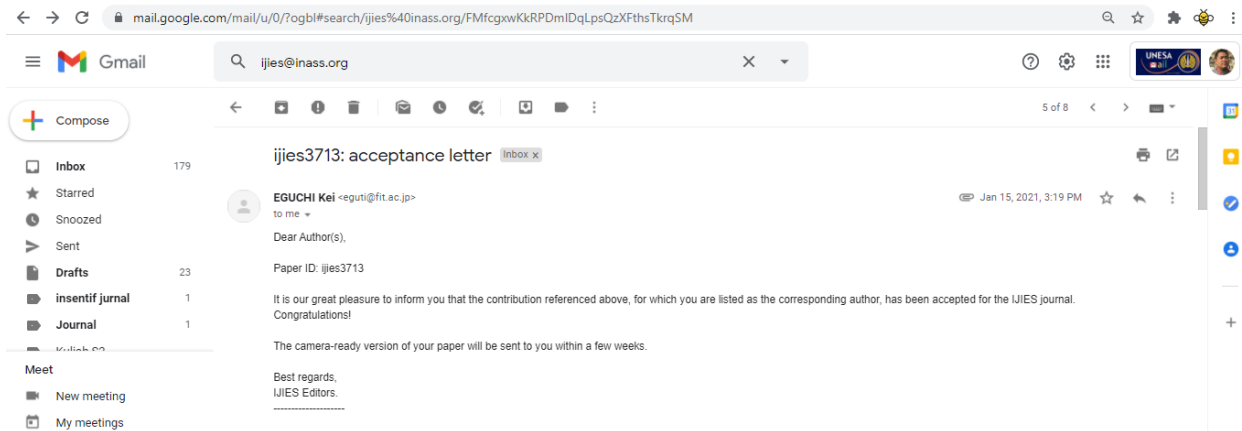 mail.google.com/mail/u/0/?ogbl#search/ijies%40inass.org/FMfcgxwKkRPDmIDqLpsQzXFthsTkrqSM
Gmail
ijies@inass.org
UNESA
Compose
5 of 8
31
ijies3713: acceptance letter Inbox x
Inbox 179
EGUCHI Kei <eguti@fit.ac.jp> Jan 15, 2021, 3:19 PM
Starred
to me
Snoozed
Dear Author(s),
Sent
Drafts 23
Paper ID: ijies3713
insentif jurnal 1
It is our great pleasure to inform you that the contribution referenced above, for which you are listed as the corresponding author, has been accepted for the IJIES journal.
Congratulations!
Journal 1
The camera-ready version of your paper will be sent to you within a few weeks.
Meet
Best regards,
New meeting
IJIES Editors.
--------------------
My meetings